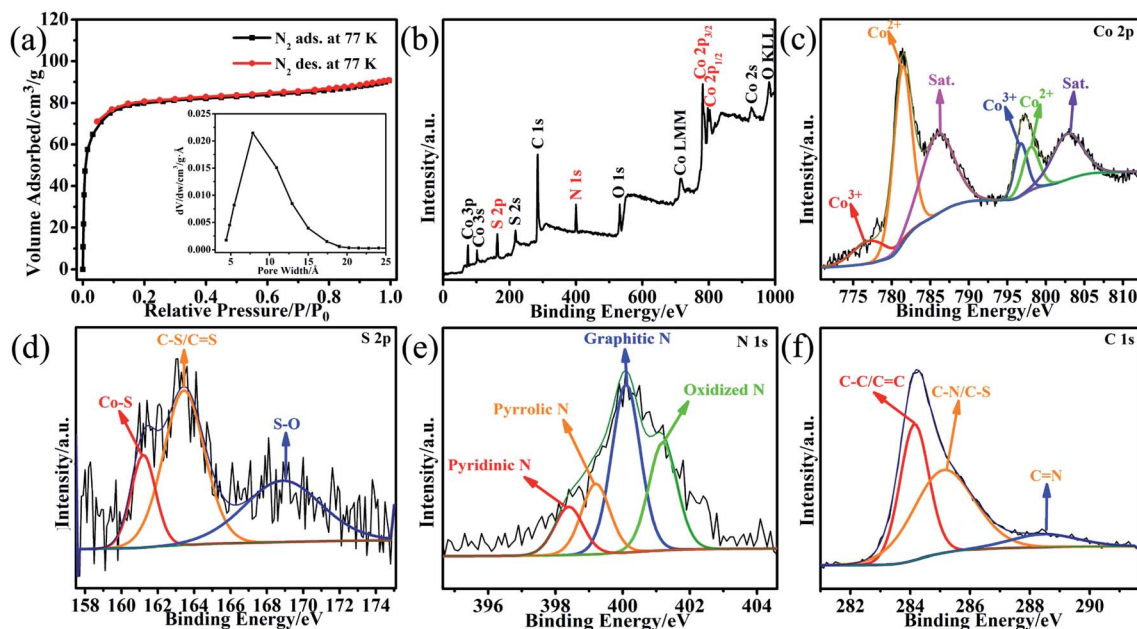 (a)
N2 ads. at 77 K
N2 des. at 77 K
Volume Adsorbed/cm3/g
120
100
80
60
40
20
0
0.0 0.2 0.4 0.6 0.8 1.0
Relative Pressure/P/P0
dV/dw/cm3/g·Å
0.025
0.020
0.015
0.010
0.005
0.000
5 10 15 20 25
Pore Width/Å
(b)
Intensity/a.u.
Co 3p
Co 3s
S 2p
S 2s
C 1s
N 1s
O 1s
Co LMM
Co 2p3/2
Co 2p1/2
Co 2s
O KLL
0 200 400 600 800 1000
Binding Energy/eV
(c)
Co 2p
Intensity/a.u.
Co3+
Co2+
Sat.
Co3+
Co2+
Sat.
775 780 785 790 795 800 805 810
Binding Energy/eV
(d)
S 2p
Intensity/a.u.
Co-S
C-S/C=S
S-O
158 160 162 164 166 168 170 172 174
Binding Energy/eV
(e)
N 1s
Intensity/a.u.
Pyridinic N
Pyrrolic N
Graphitic N
Oxidized N
396 398 400 402 404
Binding Energy/eV
(f)
C 1s
Intensity/a.u.
C-C/C=C
C-N/C-S
C=N
282 284 286 288 290
Binding Energy/eV